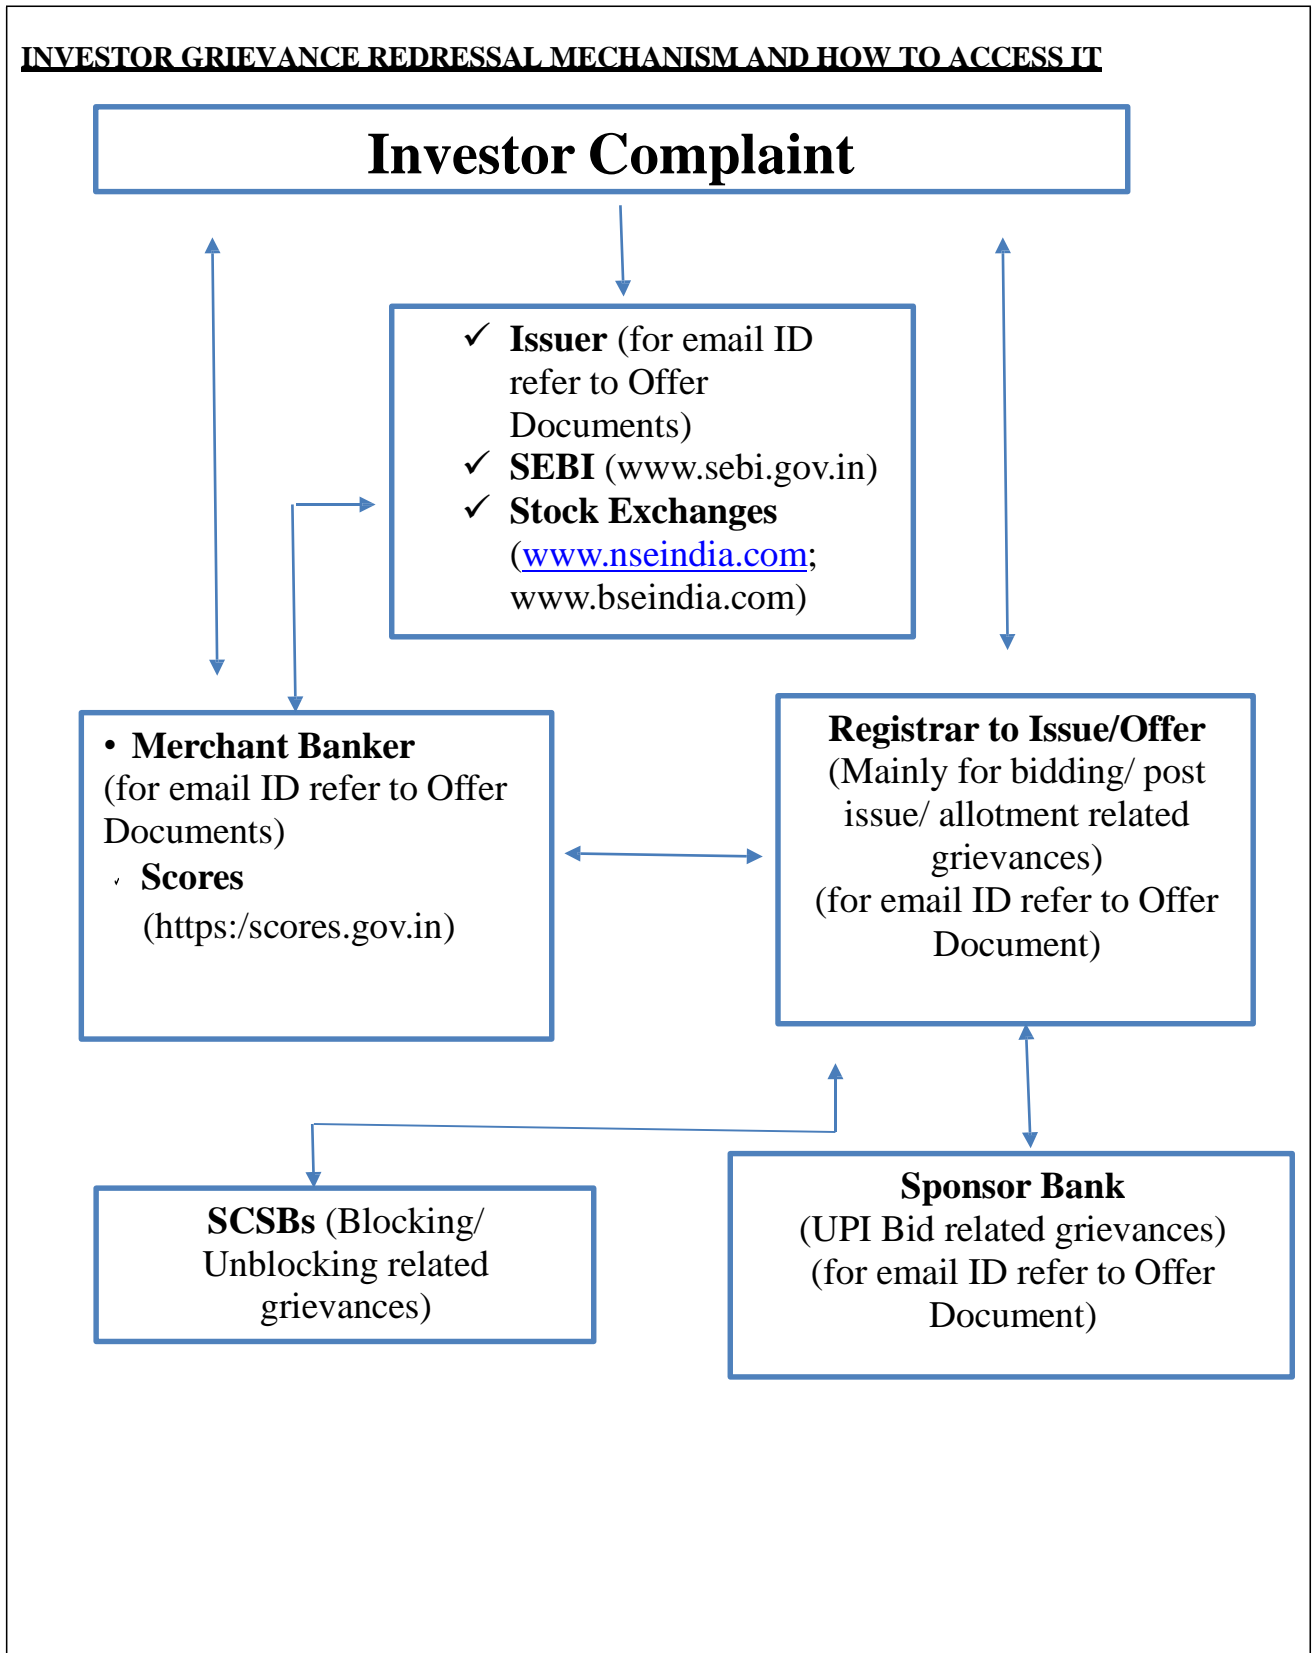 INVESTOR GRIEVANCE REDRESSAL MECHANISM AND HOW TO ACCESS IT
Investor Complaint
✓ Issuer (for email ID
refer to Offer
Documents)
✓ SEBI (www.sebi.gov.in)
✓ Stock Exchanges
(www.nseindia.com;
www.bseindia.com)
• Merchant Banker
(for email ID refer to Offer
Documents)
✓ Scores
(https:/scores.gov.in)
Registrar to Issue/Offer
(Mainly for bidding/ post
issue/ allotment related
grievances)
(for email ID refer to Offer
Document)
SCSBs (Blocking/
Unblocking related
grievances)
Sponsor Bank
(UPI Bid related grievances)
(for email ID refer to Offer
Document)